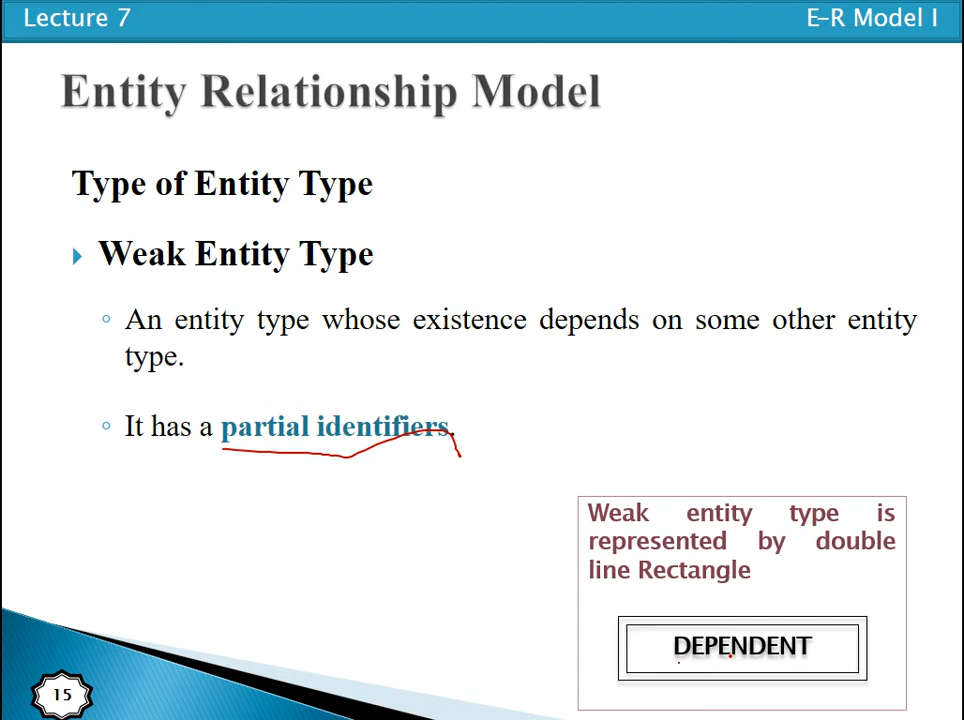 Lecture 7
E-R Model I
Entity Relationship Model
Type of Entity Type
Weak Entity Type
An entity type whose existence depends on some other entity
type.
It has a partial identifiers.
Weak entity type is
represented by double
line Rectangle
DEPENDENT
15